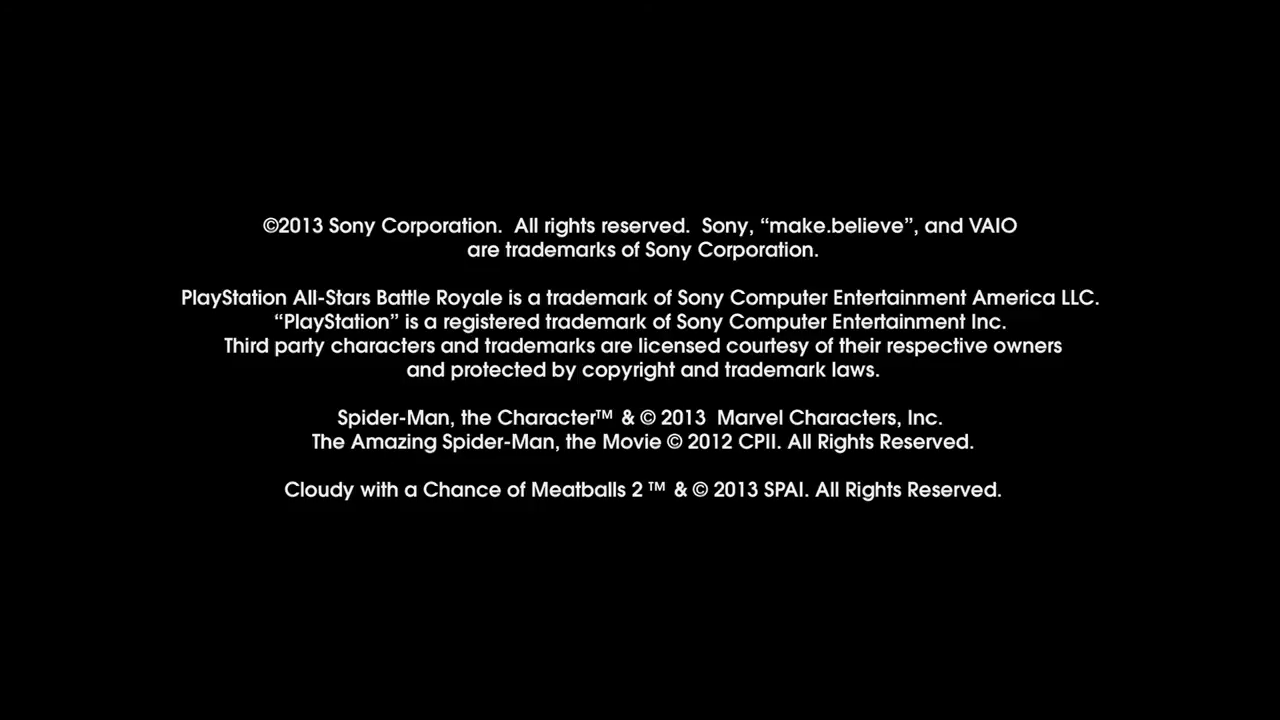 ©2013 Sony Corporation.  All rights reserved.  Sony, “make.believe”, and VAIO
are trademarks of Sony Corporation.
PlayStation All-Stars Battle Royale is a trademark of Sony Computer Entertainment America LLC.
“PlayStation” is a registered trademark of Sony Computer Entertainment Inc.
Third party characters and trademarks are licensed courtesy of their respective owners
and protected by copyright and trademark laws.
Spider-Man, the Character™ & © 2013  Marvel Characters, Inc.
The Amazing Spider-Man, the Movie © 2012 CPII. All Rights Reserved.
Cloudy with a Chance of Meatballs 2 ™ & © 2013 SPAI. All Rights Reserved.